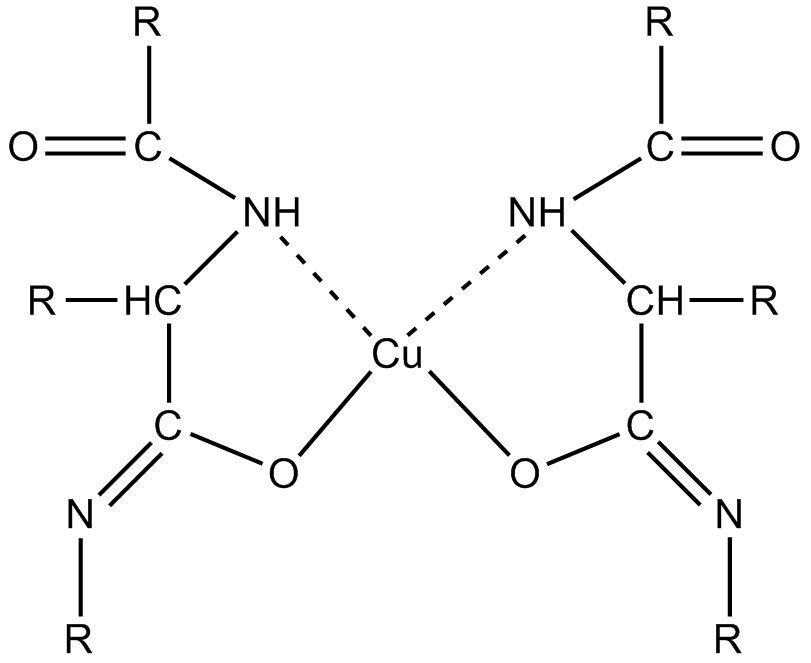 R R
O C C O
NH NH
R HC CH R
Cu
C C
O O
N N
R R